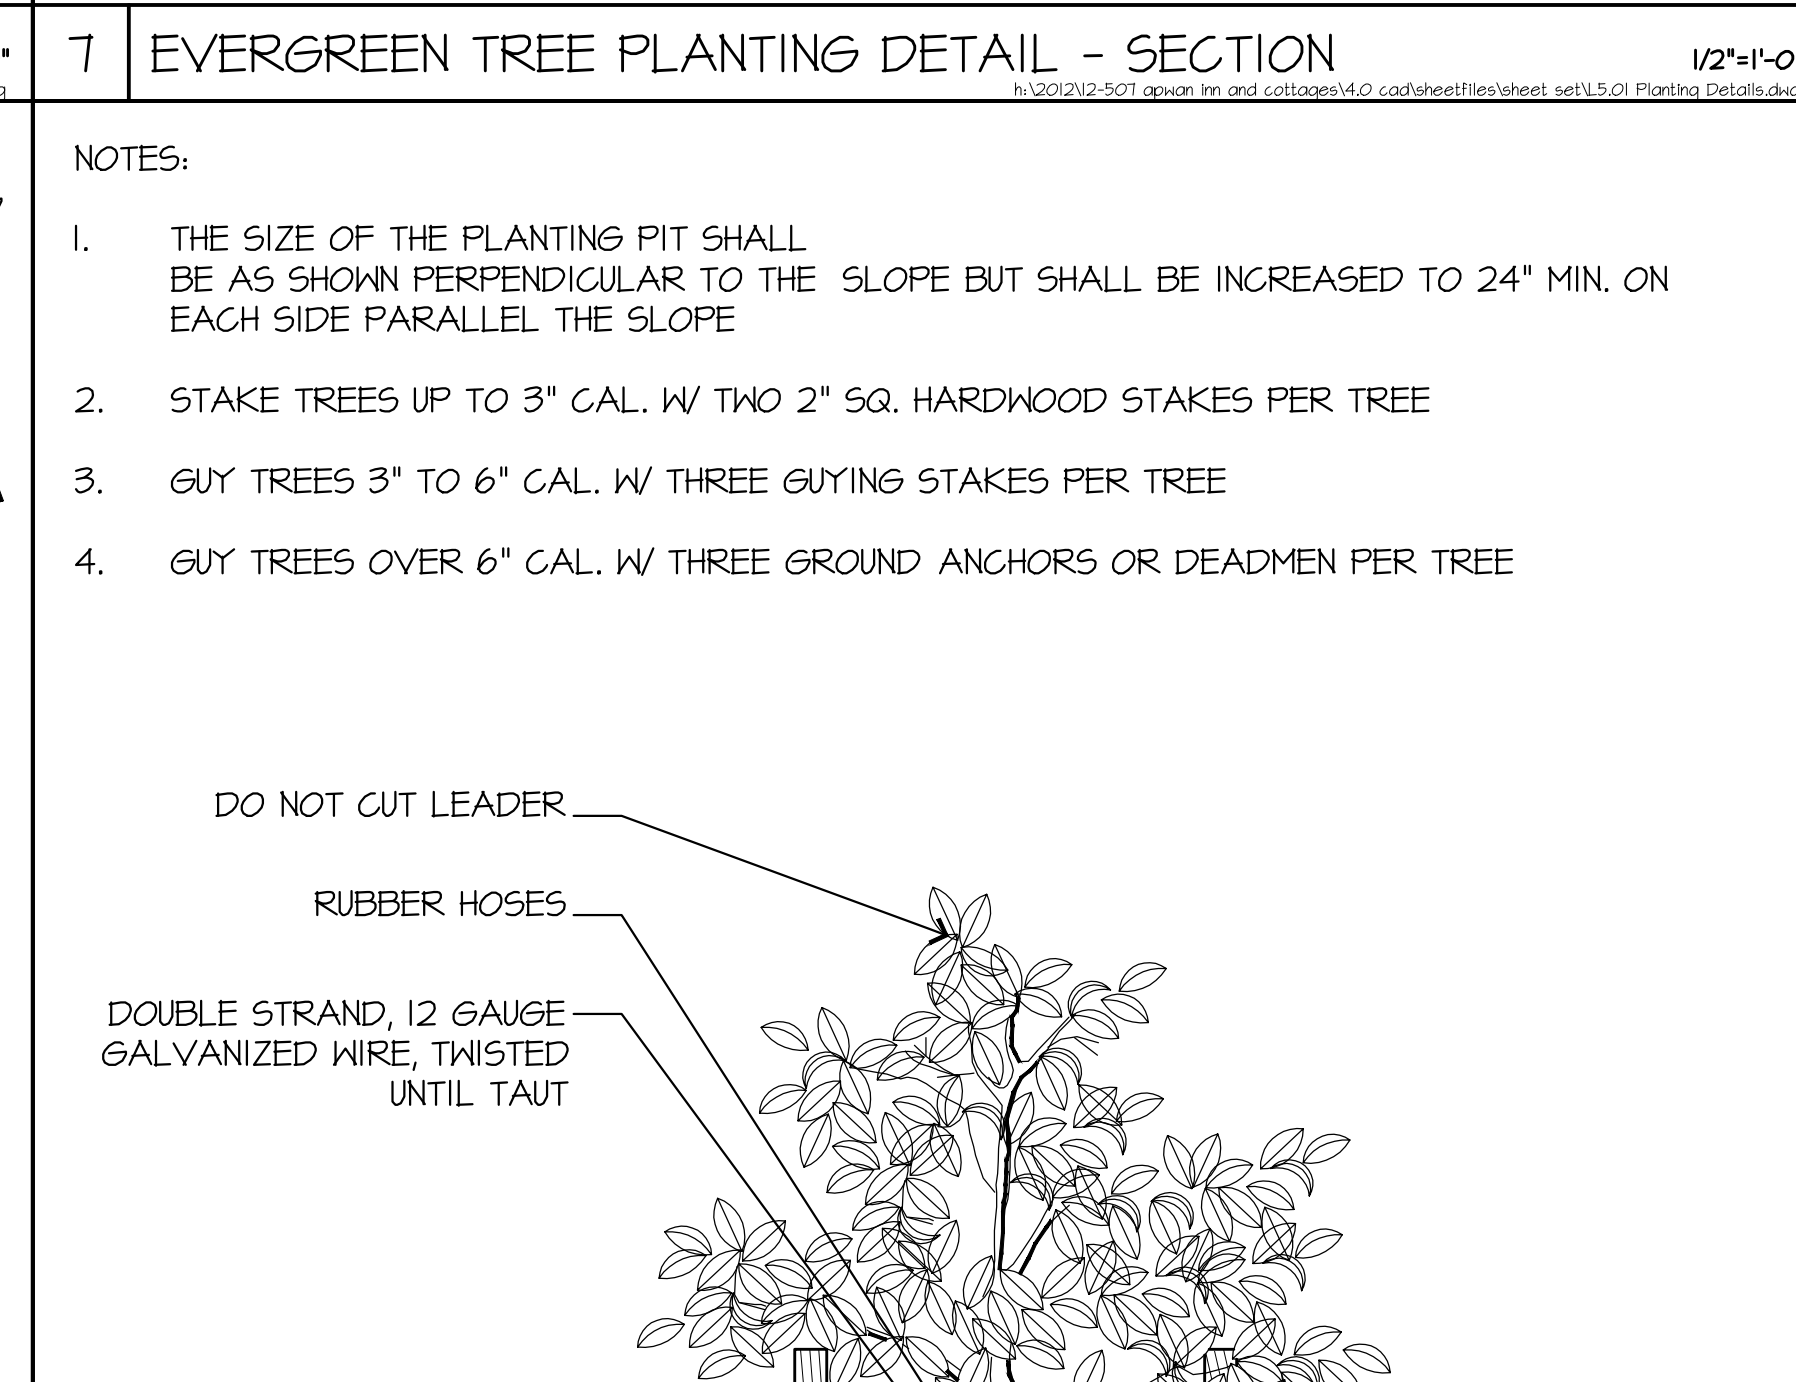 7 EVERGREEN TREE PLANTING DETAIL - SECTION 1/2"=1'-0
h:\2012\12-507 apwan inn and cottages\4.0 cad\sheetfiles\sheet set\L5.01 Planting Details.dwg
NOTES:
1. THE SIZE OF THE PLANTING PIT SHALL
BE AS SHOWN PERPENDICULAR TO THE SLOPE BUT SHALL BE INCREASED TO 24" MIN. ON
EACH SIDE PARALLEL THE SLOPE
2. STAKE TREES UP TO 3" CAL. W/ TWO 2" SQ. HARDWOOD STAKES PER TREE
3. GUY TREES 3" TO 6" CAL. W/ THREE GUYING STAKES PER TREE
4. GUY TREES OVER 6" CAL. W/ THREE GROUND ANCHORS OR DEADMEN PER TREE
DO NOT CUT LEADER
RUBBER HOSES
DOUBLE STRAND, 12 GAUGE
GALVANIZED WIRE, TWISTED
UNTIL TAUT